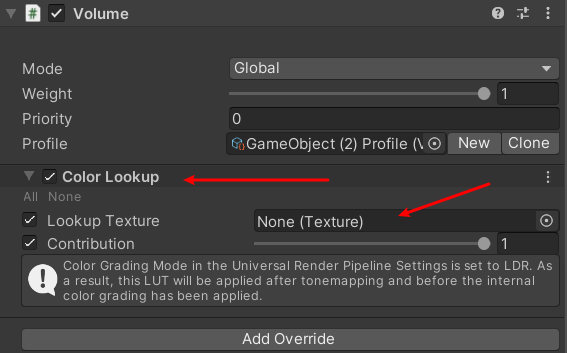 Volume
Mode Global
Weight 1
Priority 0
Profile GameObject (2) Profile (V New Clone
Color Lookup
All None
Lookup Texture None (Texture)
Contribution 1
Color Grading Mode in the Universal Render Pipeline Settings is set to LDR. As
a result, this LUT will be applied after tonemapping and before the internal
color grading has been applied.
Add Override